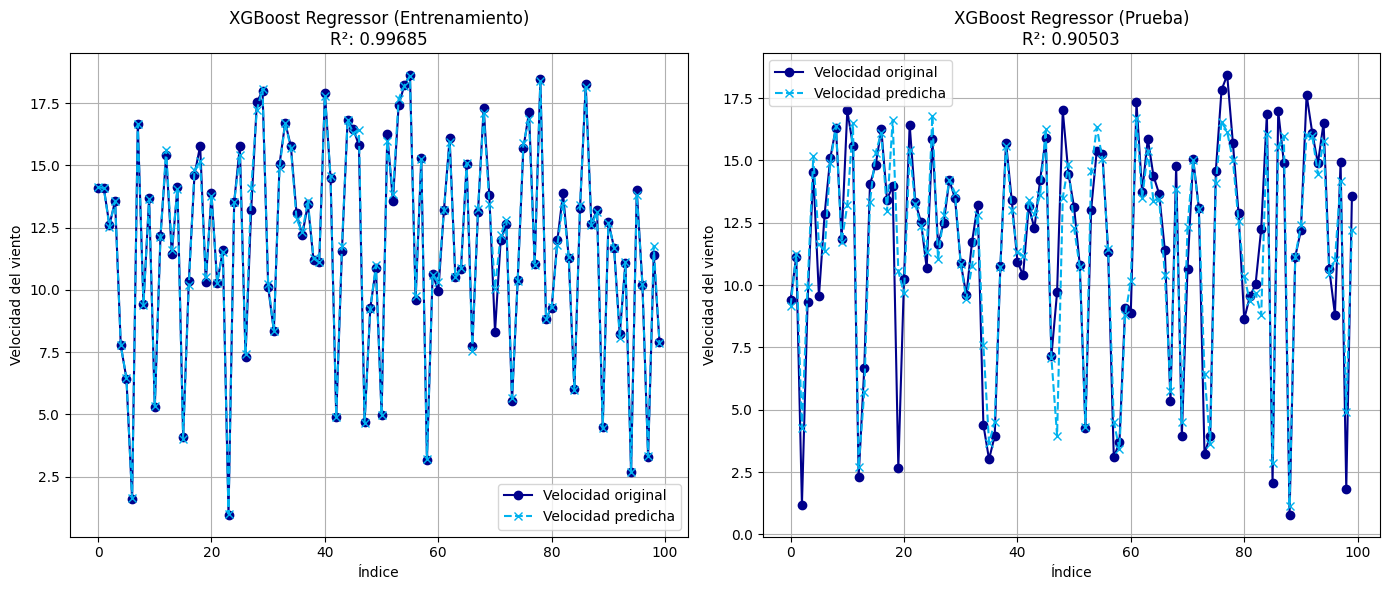 XGBoost Regressor (Entrenamiento)
R²: 0.99685
Velocidad del viento
17.5
15.0
12.5
10.0
7.5
5.0
2.5
Velocidad original
Velocidad predicha
0
20
40
60
80
100
Índice
XGBoost Regressor (Prueba)
R²: 0.90503
Velocidad original
Velocidad predicha
Velocidad del viento
17.5
15.0
12.5
10.0
7.5
5.0
2.5
0.0
0
20
40
60
80
100
Índice